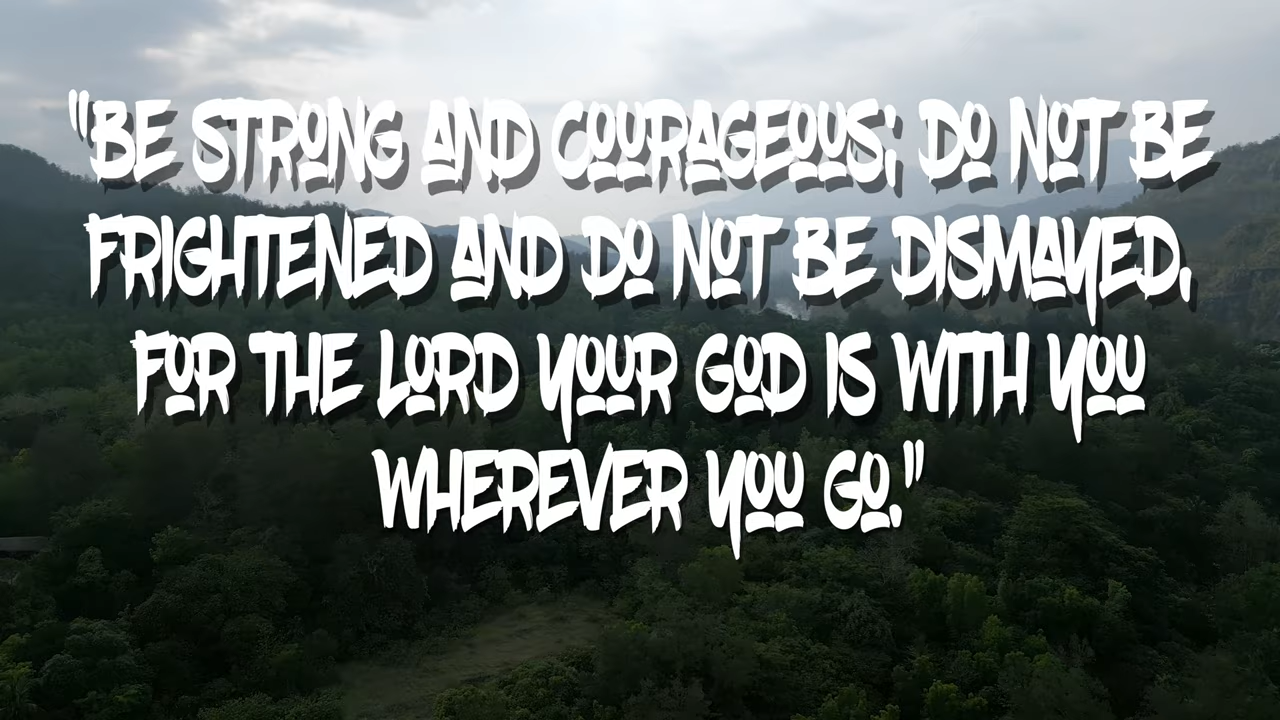 "BE STRONG AND COURAGEOUS; DO NOT BE
FRIGHTENED AND DO NOT BE DISMAYED,
FOR THE LORD YOUR GOD IS WITH YOU
WHEREVER YOU GO."